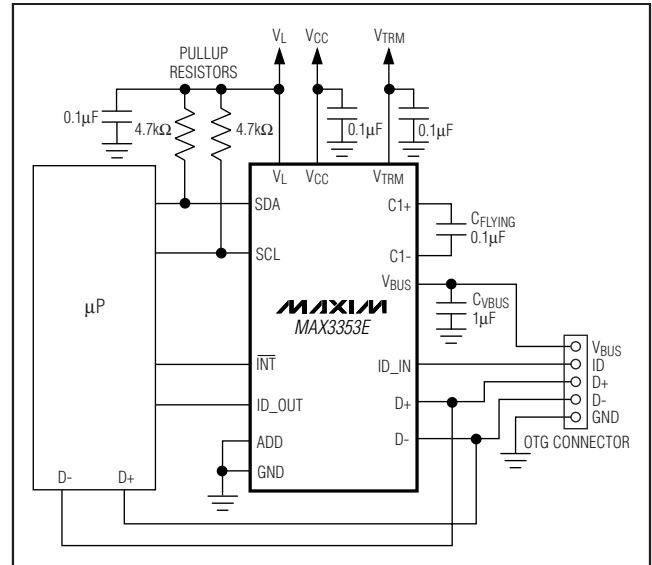 VL VCC VTRM
PULLUP
RESISTORS
0.1µF
4.7kΩ 4.7kΩ
0.1µF 0.1µF
VL VCC VTRM
SDA
C1+
CFLYING
0.1µF
SCL
C1-
VBUS
µP
MAXIM
MAX3353E
CVBUS
1µF
VBUS
INT
ID_IN
ID
D+
ID_OUT
D+
D-
GND
ADD
D-
OTG CONNECTOR
GND
D- D+